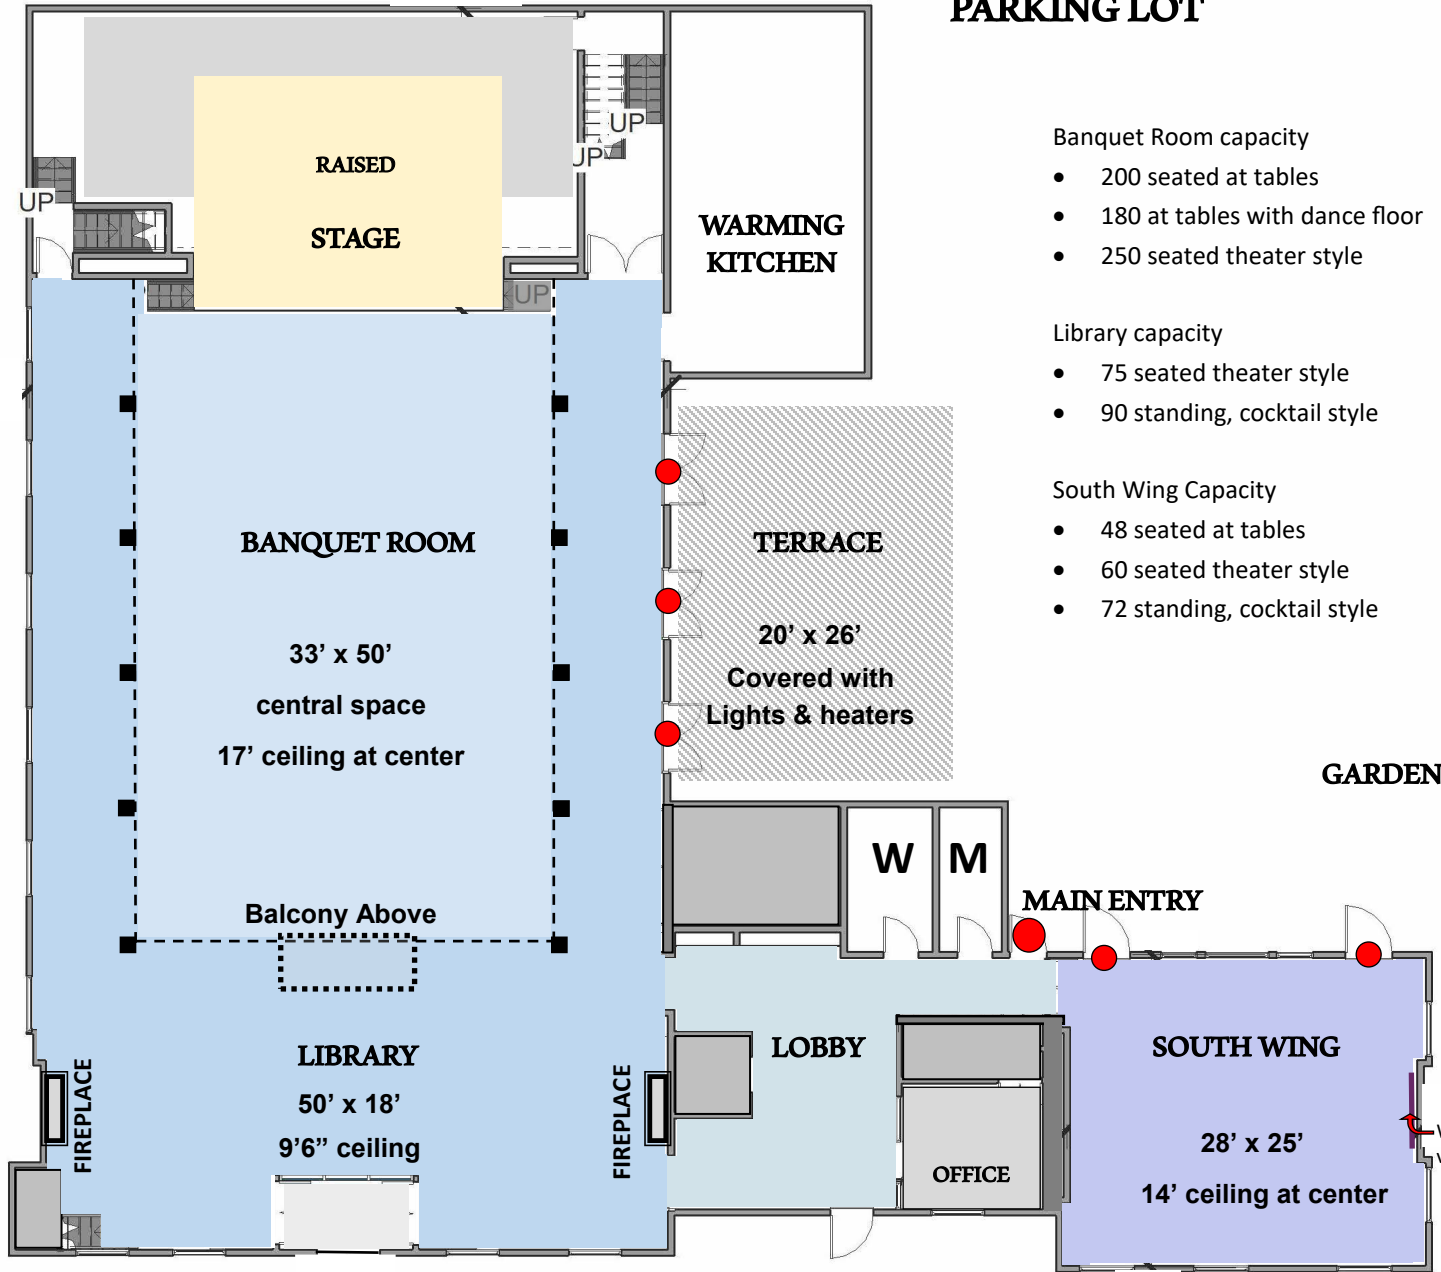 PARKING LOT
Banquet Room capacity
• 200 seated at tables
• 180 at tables with dance floor
• 250 seated theater style
Library capacity
• 75 seated theater style
• 90 standing, cocktail style
South Wing Capacity
• 48 seated at tables
• 60 seated theater style
• 72 standing, cocktail style
UP
UP
UP
UP
RAISED
STAGE
WARMING
KITCHEN
BANQUET ROOM
33’ x 50’
central space
17’ ceiling at center
TERRACE
20’ x 26’
Covered with
Lights & heaters
GARDEN
W
M
MAIN ENTRY
Balcony Above
LIBRARY
50’ x 18’
9’6” ceiling
FIREPLACE
FIREPLACE
LOBBY
OFFICE
SOUTH WING
28’ x 25’
14’ ceiling at center